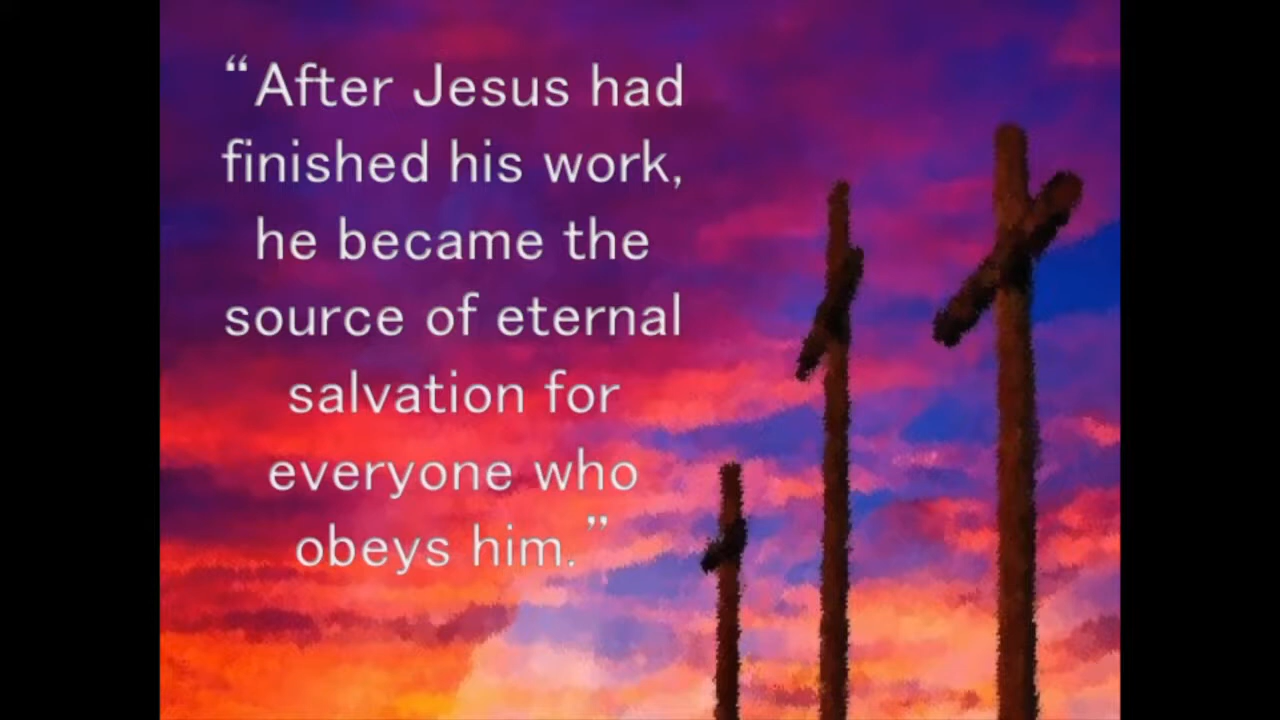 “After Jesus had
finished his work,
he became the
source of eternal
salvation for
everyone who
obeys him.”